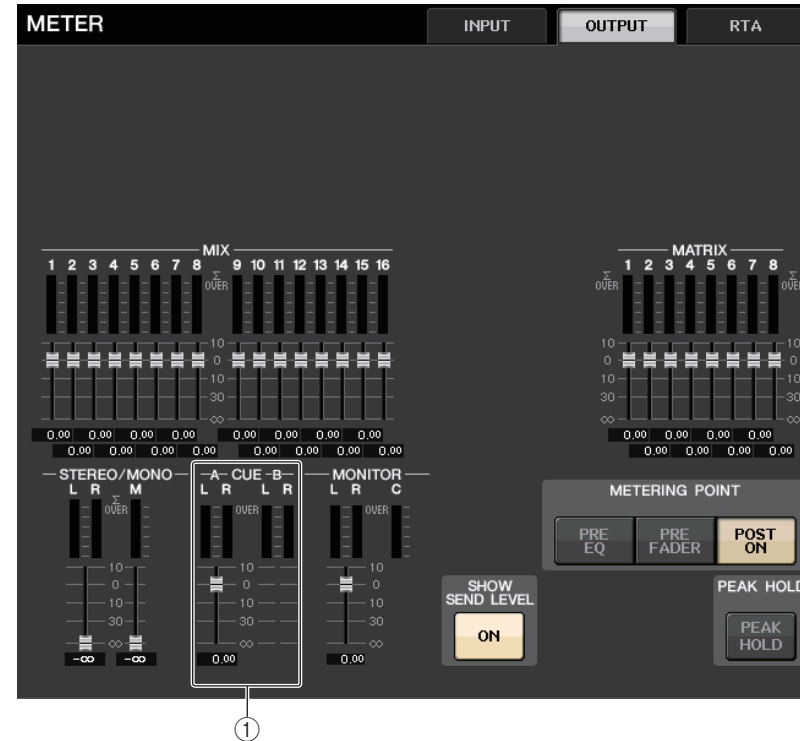 METER INPUT OUTPUT RTA
MIX
1 2 3 4 5 6 7 8 9 10 11 12 13 14 15 16
Σ
OVER
10
0
10
30
∞
0.00 0.00 0.00 0.00 0.00 0.00 0.00 0.00
0.00 0.00 0.00 0.00 0.00 0.00 0.00 0.00
MATRIX
1 2 3 4 5 6 7 8
Σ Σ
OVER OVER
10 10
0 0
10 10
30 30
∞ ∞
0.00 0.00 0.00 0.00
0.00 0.00 0.00 0.00
STEREO/MONO
L R M
Σ
OVER
10
0
10
30
∞
-∞ -∞
A CUE B
L R L R
OVER
10
0
10
30
∞
0.00
MONITOR
L R C
OVER
10
0
10
30
∞
0.00
METERING POINT
PRE
EQ
PRE
FADER
POST
ON
SHOW
SEND LEVEL
ON
PEAK HOLD
PEAK
HOLD
①